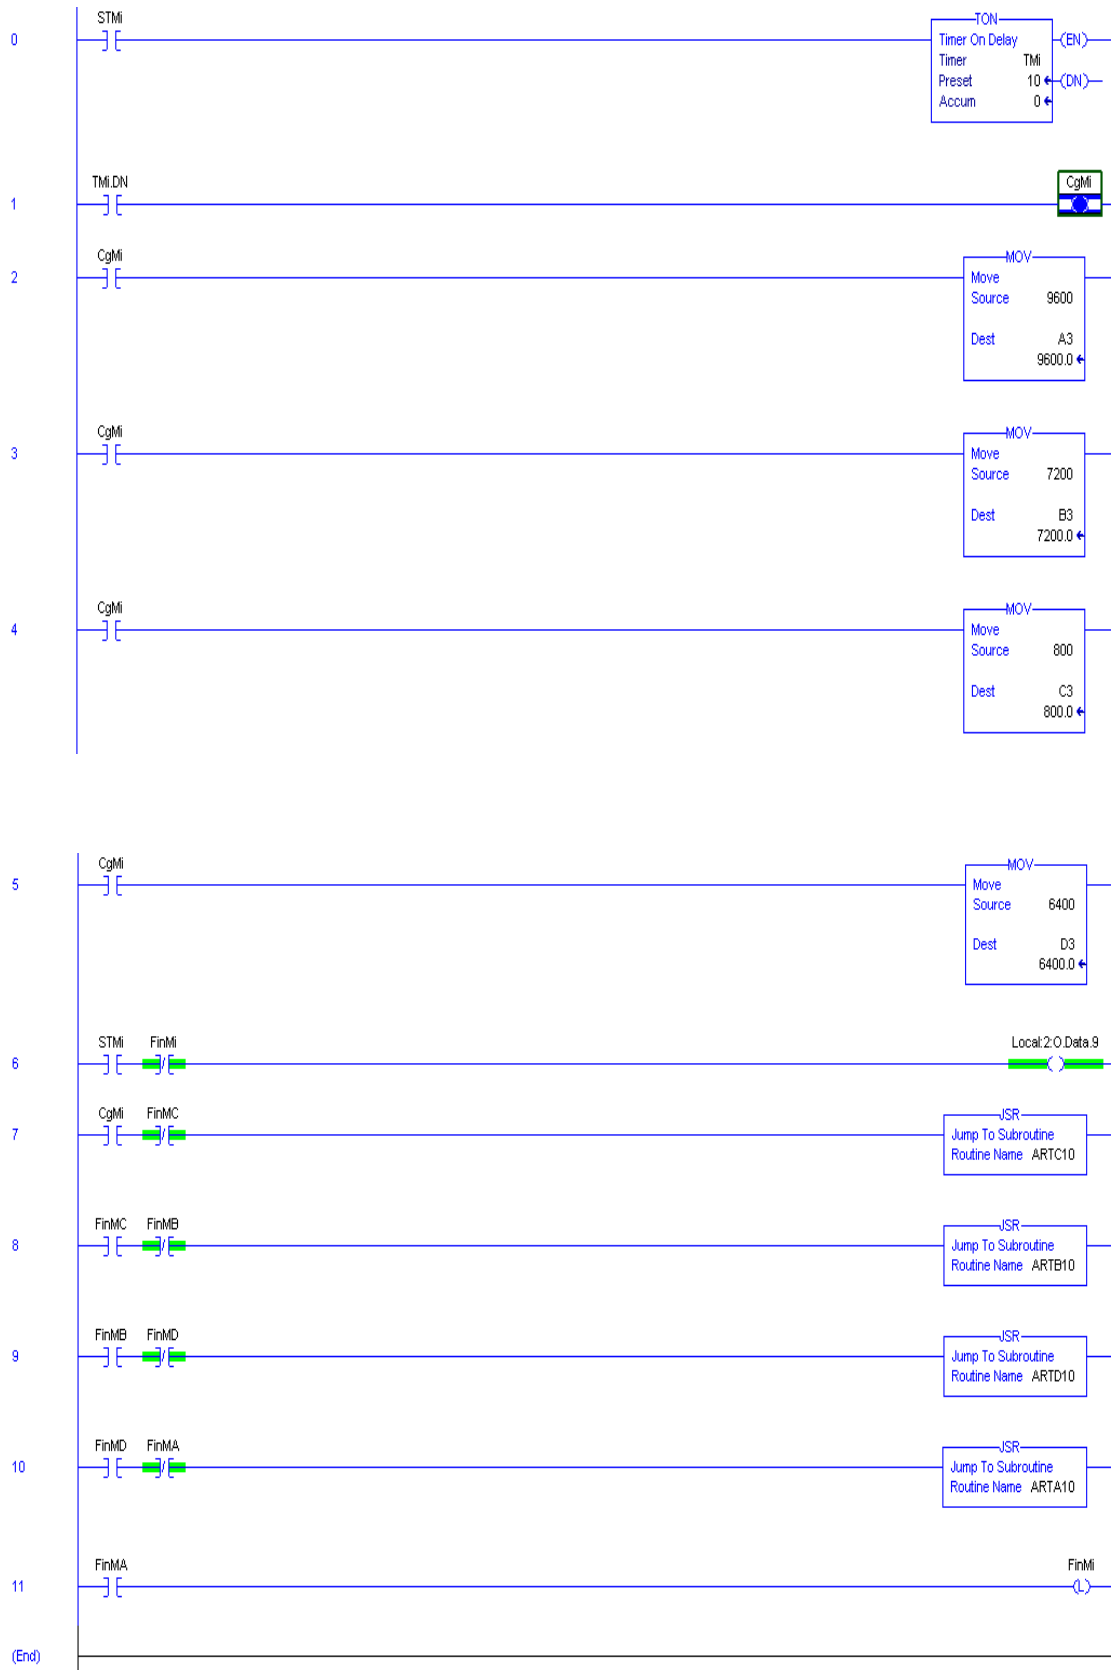 STMi
0
TON
Timer On Delay
(EN)
Timer TMi
Preset 10
(DN)
Accum 0
TMi.DN
1
CgMi
CgMi
2
MOV
Move
Source 9600
Dest A3
9600.0
CgMi
3
MOV
Move
Source 7200
Dest B3
7200.0
CgMi
4
MOV
Move
Source 800
Dest C3
800.0
CgMi
5
MOV
Move
Source 6400
Dest D3
6400.0
STMi FinMi Local:2:O.Data.9
6
CgMi FinMC
7
JSR
Jump To Subroutine
Routine Name ARTC10
FinMC FinMB
8
JSR
Jump To Subroutine
Routine Name ARTB10
FinMB FinMD
9
JSR
Jump To Subroutine
Routine Name ARTD10
FinMD FinMA
10
JSR
Jump To Subroutine
Routine Name ARTA10
FinMA FinMi
11
(L)
(End)